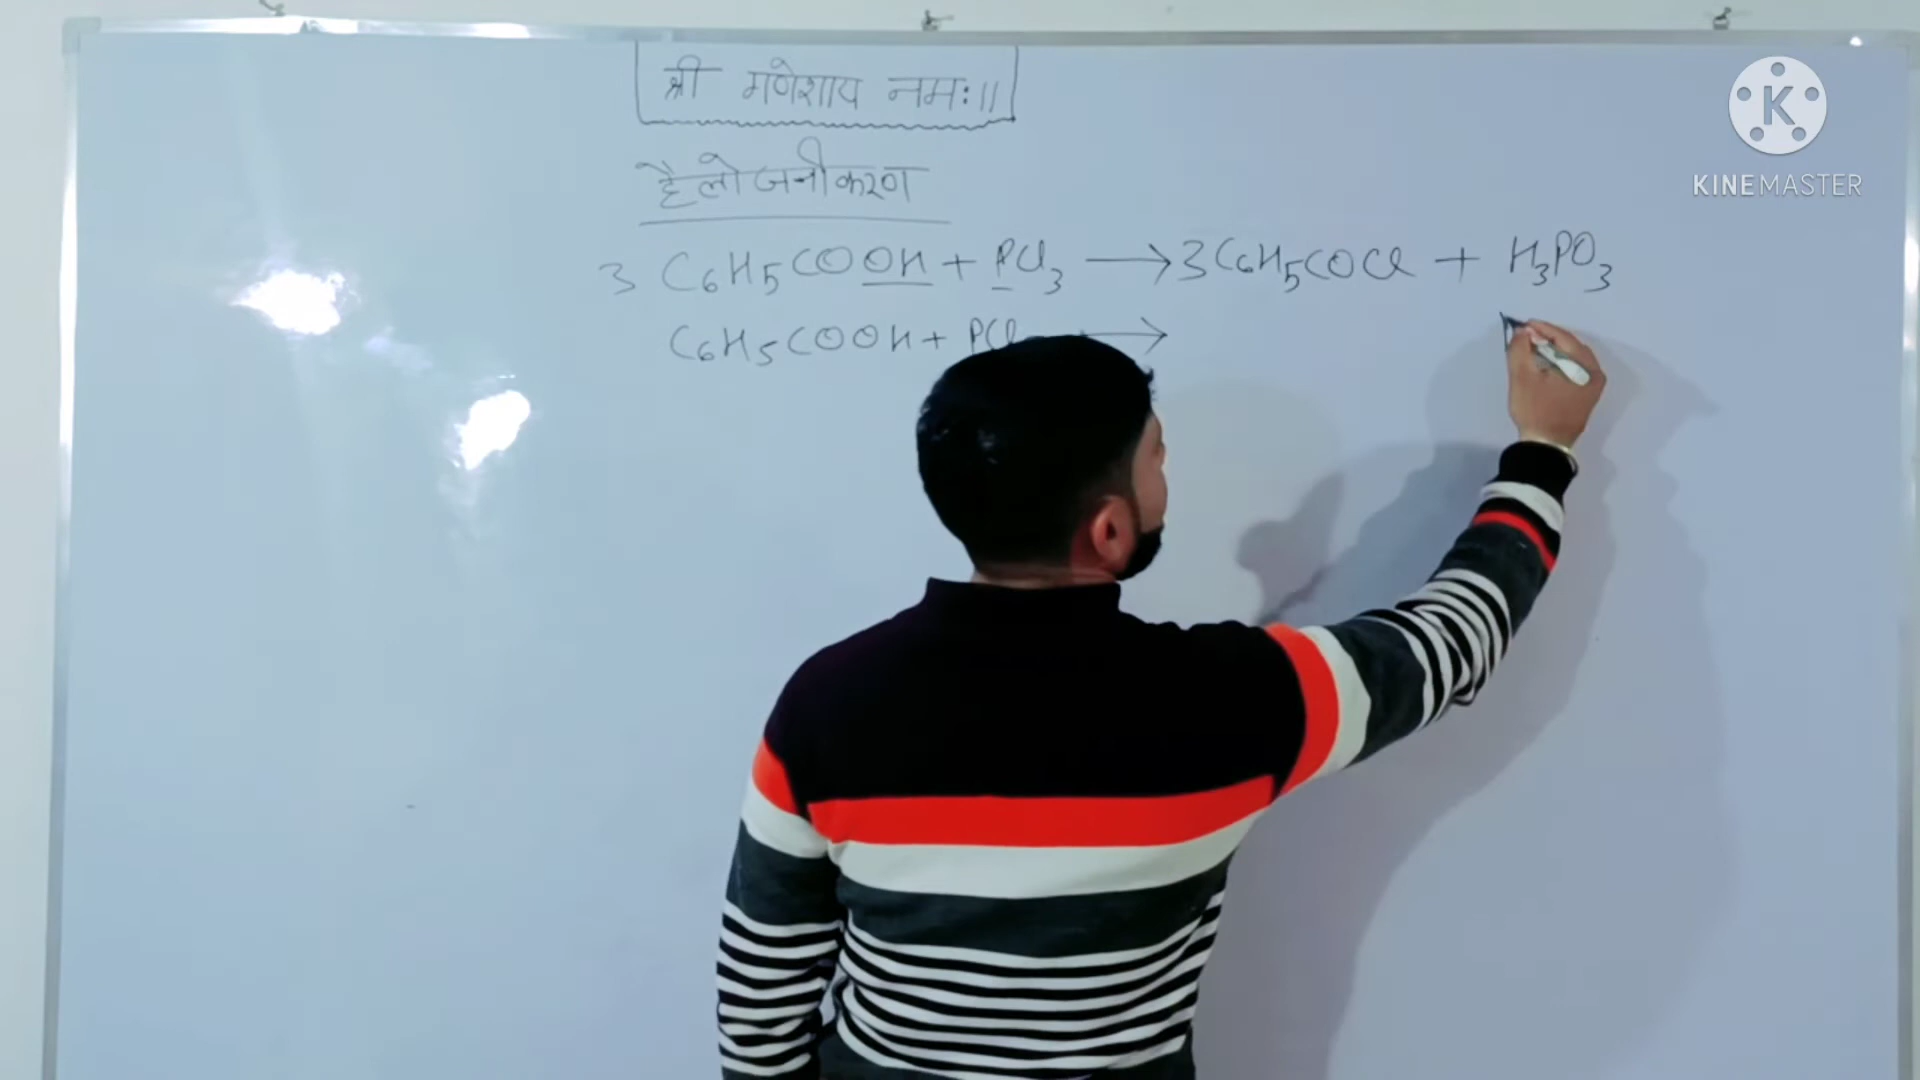 श्री गणेशाय नमः॥
हैलोजनीकरण
3 C6H5COOH + PCl3 → 3C6H5COCl + H3PO3
C6H5COOH + PCl →
K
KINEMASTER